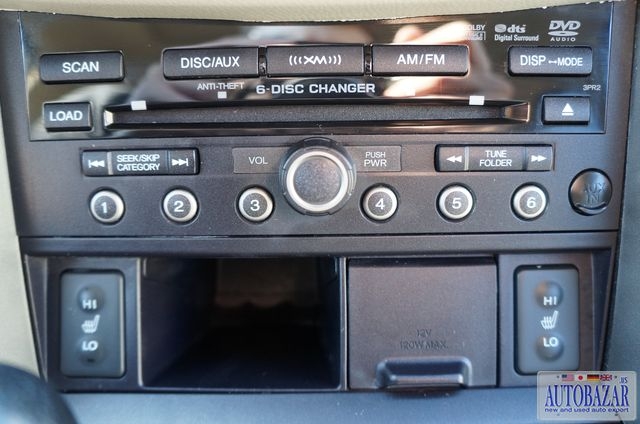 DOLBY
dts
Digital Surround
DVD
AUDIO
SCAN
DISC/AUX
(((XM)))
AM/FM
DISP MODE
ANTI-THEFT
6-DISC CHANGER
3PR2
LOAD
SEEK/SKIP
CATEGORY
VOL
PUSH
PWR
TUNE
FOLDER
1
2
3
4
5
6
AUX
IN
HI
LO
12V
120W MAX.
HI
LO
AUTOBAZAR
.US
new and used auto export